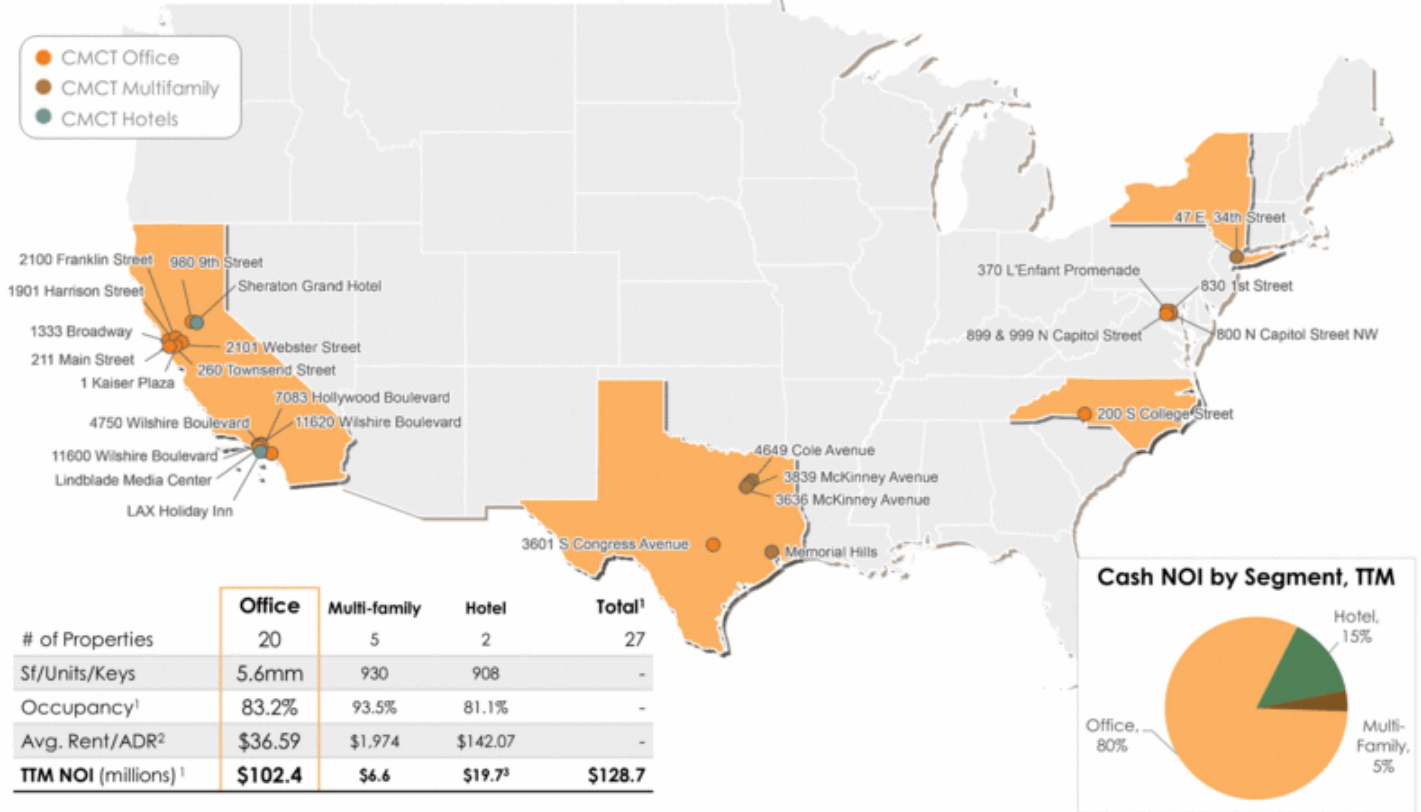 CMCT Office
CMCT Multifamily
CMCT Hotels
2100 Franklin Street
980 9th Street
1901 Harrison Street
Sheraton Grand Hotel
1333 Broadway
2101 Webster Street
211 Main Street
260 Townsend Street
1 Kaiser Plaza
7083 Hollywood Boulevard
4750 Wilshire Boulevard
11620 Wilshire Boulevard
11600 Wilshire Boulevard
Lindblade Media Center
LAX Holiday Inn
4649 Cole Avenue
3839 McKinney Avenue
3636 McKinney Avenue
3601 S Congress Avenue
Memorial Hills
47 E. 34th Street
370 L'Enfant Promenade
830 1st Street
899 & 999 N Capitol Street
800 N Capitol Street NW
200 S College Street
Office Multi-family Hotel Total¹
# of Properties 20 5 2 27
Sf/Units/Keys 5.6mm 930 908 -
Occupancy¹ 83.2% 93.5% 81.1% -
Avg. Rent/ADR² $36.59 $1,974 $142.07 -
TTM NOI (millions) ¹ $102.4 $6.6 $19.7³ $128.7
Cash NOI by Segment, TTM
Hotel,
15%
Office,
80%
Multi-
Family,
5%